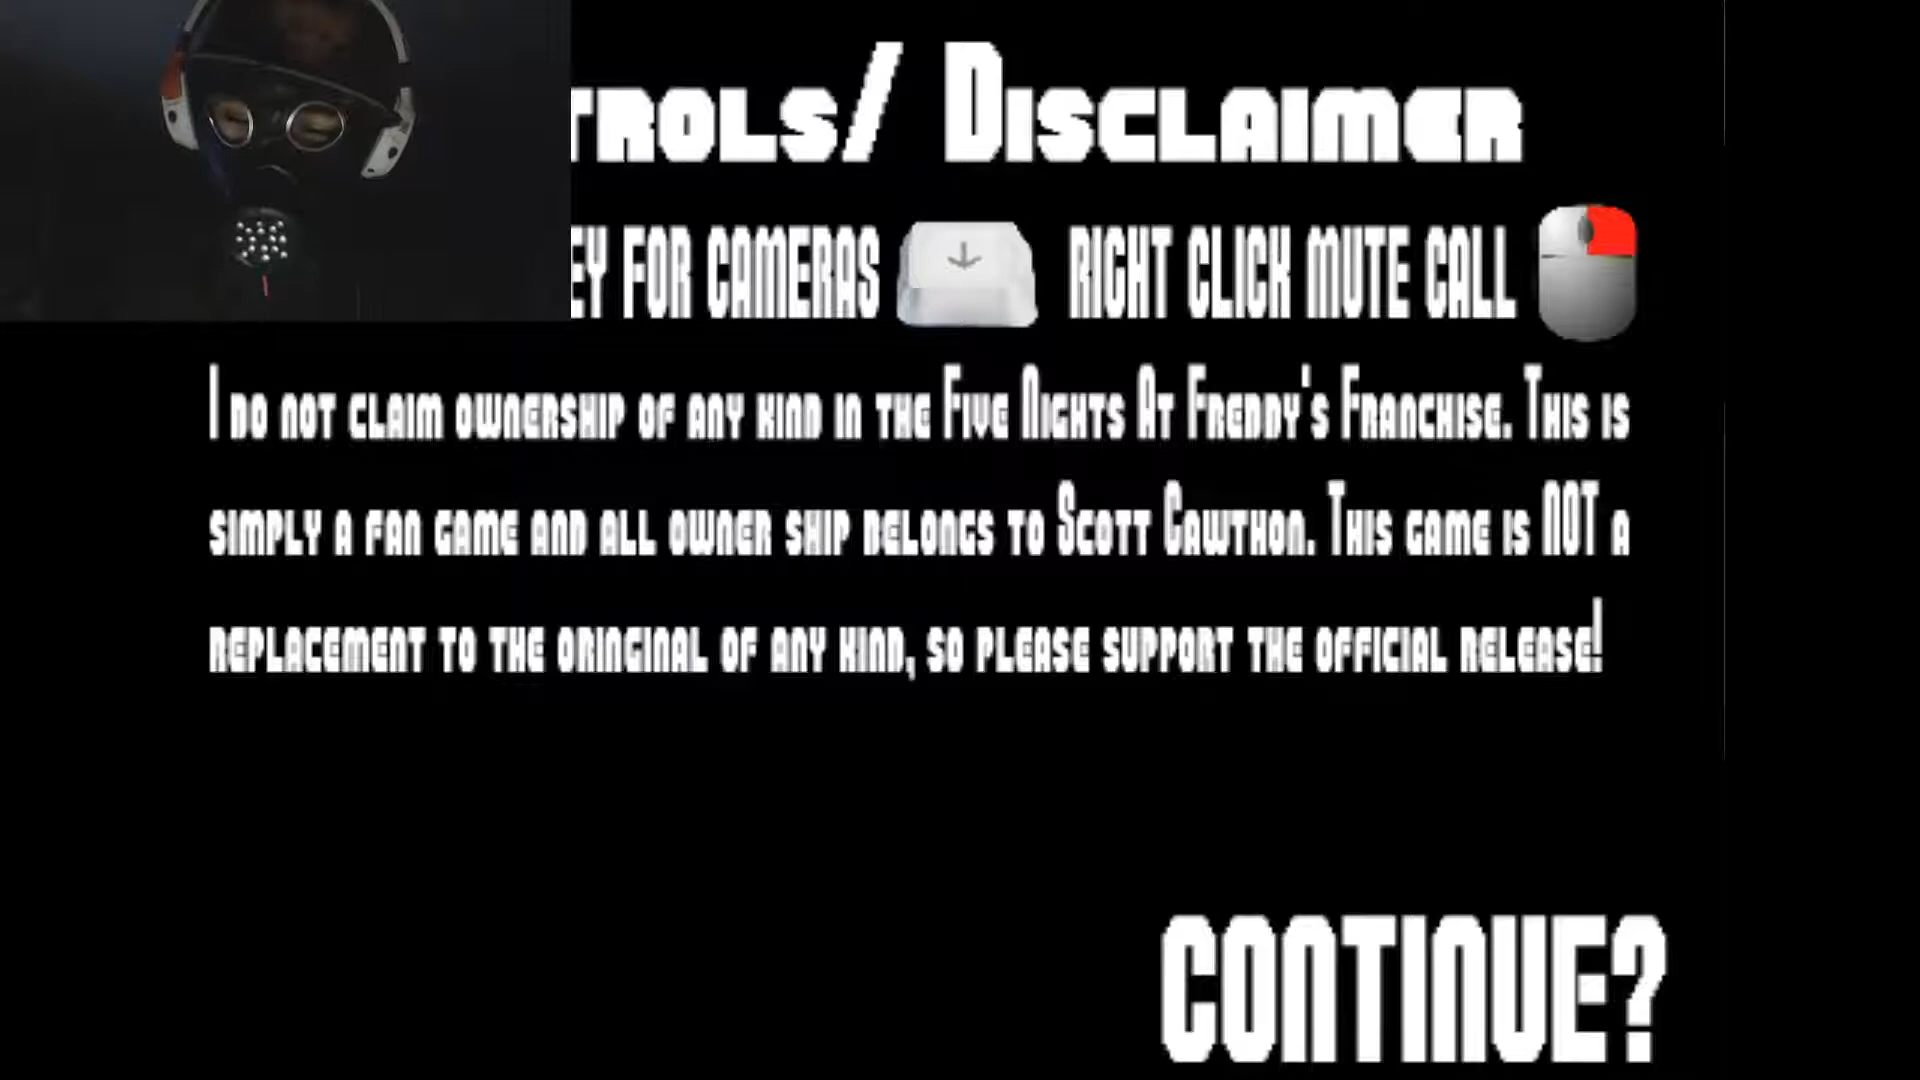 TROLS/ DISCLAIMER
EY FOR CAMERAS RIGHT CLICK MUTE CALL
I DO NOT CLAIM OWNERSHIP OF ANY KIND IN THE FIVE NIGHTS AT FREDDY'S FRANCHISE. THIS IS
SIMPLY A FAN GAME AND ALL OWNER SHIP BELONGS TO SCOTT CAWTHON. THIS GAME IS NOT A
REPLACEMENT TO THE ORINGINAL OF ANY KIND, SO PLEASE SUPPORT THE OFFICIAL RELEASE!
CONTINUE?